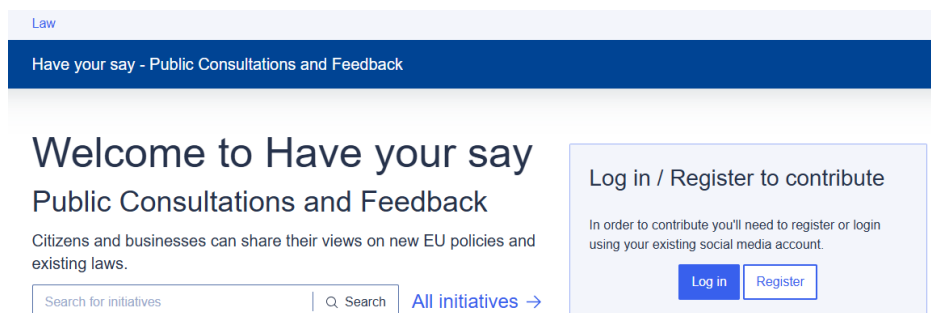 Law
Have your say - Public Consultations and Feedback
Welcome to Have your say
Public Consultations and Feedback
Citizens and businesses can share their views on new EU policies and
existing laws.
Search for initiatives
Search
All initiatives →
Log in / Register to contribute
In order to contribute you'll need to register or login
using your existing social media account.
Log in
Register